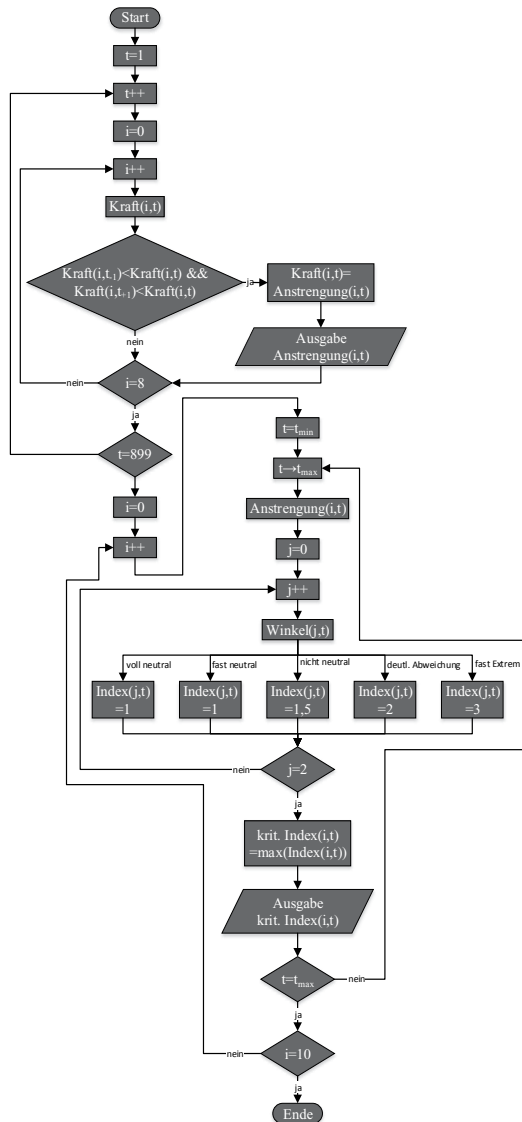 Start
t=1
t++
i=0
i++
Kraft(i,t)
Kraft(i,t-1)<Kraft(i,t) &&
Kraft(i,t+1)<Kraft(i,t)
ja
Kraft(i,t)=
Anstrengung(i,t)
Ausgabe
Anstrengung(i,t)
nein
nein
i=8
ja
t=899
i=0
i++
t=tmin
t→tmax
Anstrengung(i,t)
j=0
j++
Winkel(j,t)
voll neutral
fast neutral
nicht neutral
deutl. Abweichung
fast Extrem
Index(j,t)
=1
Index(j,t)
=1
Index(j,t)
=1,5
Index(j,t)
=2
Index(j,t)
=3
nein
j=2
ja
krit. Index(i,t)
=max(Index(i,t))
Ausgabe
krit. Index(i,t)
t=tmax
nein
ja
nein
i=10
ja
Ende